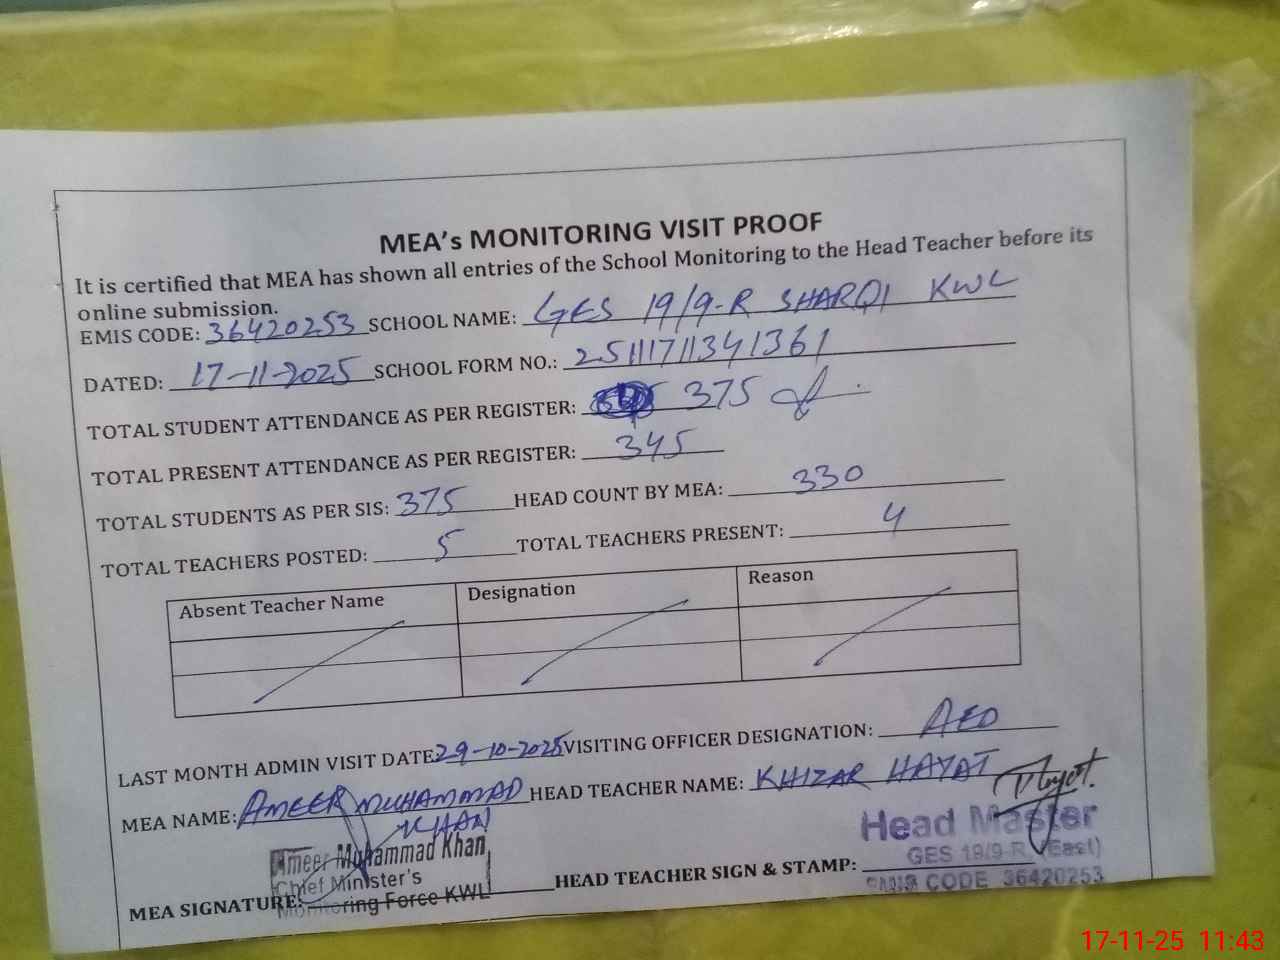 MEA's MONITORING VISIT PROOF
It is certified that MEA has shown all entries of the School Monitoring to the Head Teacher before its
online submission.
EMIS CODE: 36420253 SCHOOL NAME: GES 19/9-R SHARQI KWL
DATED: 17-11-2025 SCHOOL FORM NO.: 25111711341361
TOTAL STUDENT ATTENDANCE AS PER REGISTER: 375
TOTAL PRESENT ATTENDANCE AS PER REGISTER: 345
TOTAL STUDENTS AS PER SIS: 375 HEAD COUNT BY MEA: 330
TOTAL TEACHERS POSTED: 5 TOTAL TEACHERS PRESENT: 4
Absent Teacher Name Designation Reason
LAST MONTH ADMIN VISIT DATE 29-10-2025 VISITING OFFICER DESIGNATION: AEO
MEA NAME: AMEER MUHAMMAD HEAD TEACHER NAME: KHIZAR HAYAT
KHAN
Ameer Muhammad Khan
Chief Minister's
Monitoring Force KWL
MEA SIGNATURE: HEAD TEACHER SIGN & STAMP:
Head Master
GES 19/9-R (East)
EMIS CODE 36420253
17-11-25 11:43